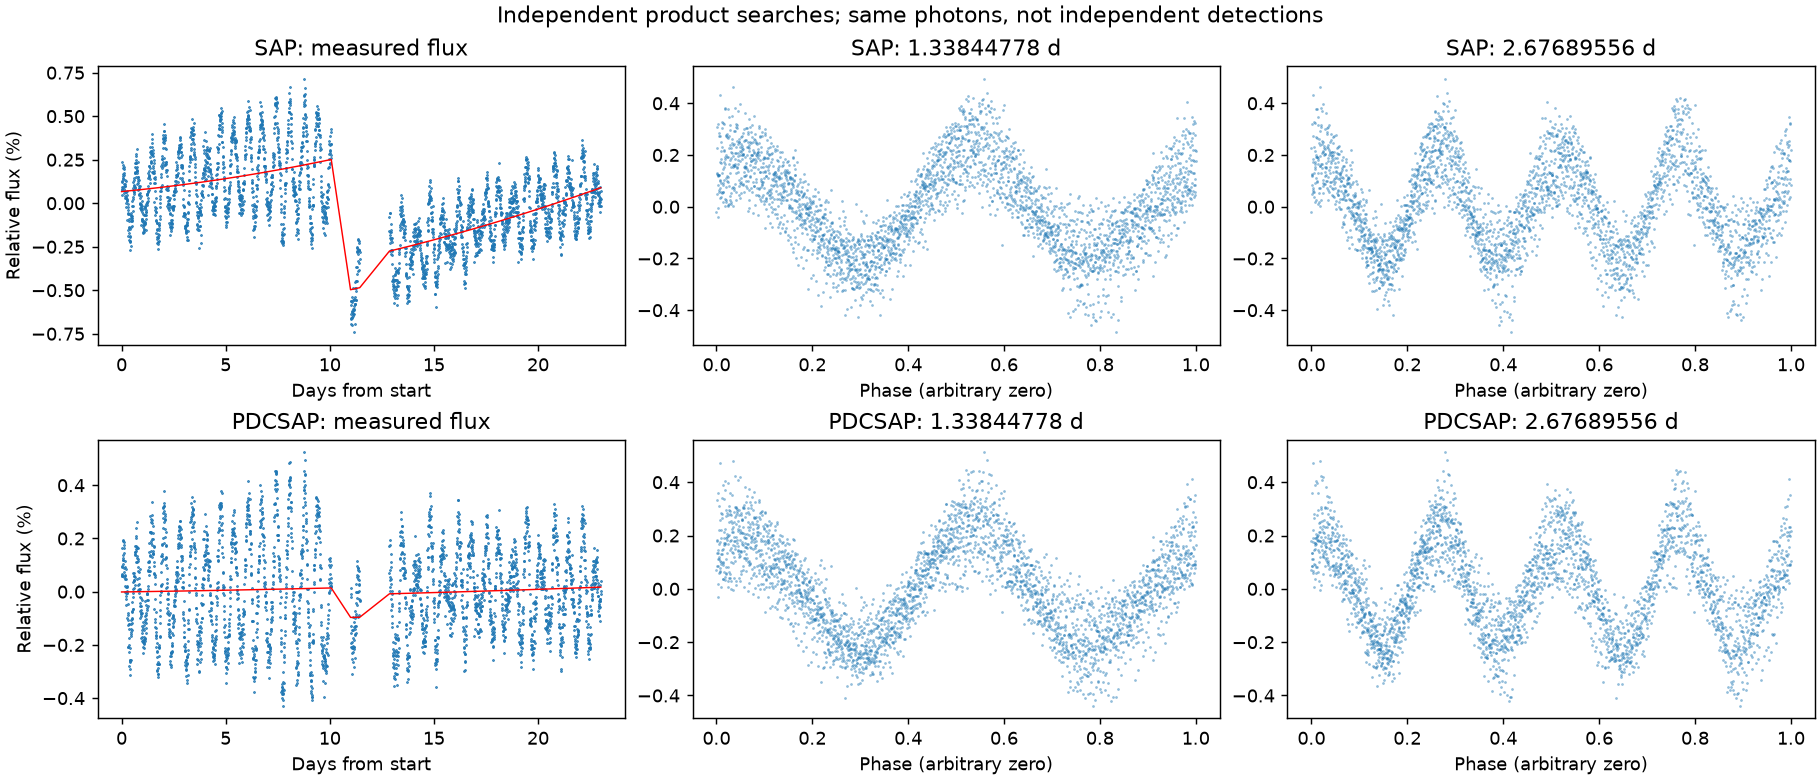 Independent product searches; same photons, not independent detections
SAP: measured flux
SAP: 1.33844778 d
SAP: 2.67689556 d
Relative flux (%)
0.75
0.50
0.25
0.00
−0.25
−0.50
−0.75
0 5 10 15 20
Days from start
0.4
0.2
0.0
−0.2
−0.4
0.0 0.2 0.4 0.6 0.8 1.0
Phase (arbitrary zero)
0.4
0.2
0.0
−0.2
−0.4
0.0 0.2 0.4 0.6 0.8 1.0
Phase (arbitrary zero)
PDCSAP: measured flux
PDCSAP: 1.33844778 d
PDCSAP: 2.67689556 d
Relative flux (%)
0.4
0.2
0.0
−0.2
−0.4
0 5 10 15 20
Days from start
0.4
0.2
0.0
−0.2
−0.4
0.0 0.2 0.4 0.6 0.8 1.0
Phase (arbitrary zero)
0.4
0.2
0.0
−0.2
−0.4
0.0 0.2 0.4 0.6 0.8 1.0
Phase (arbitrary zero)